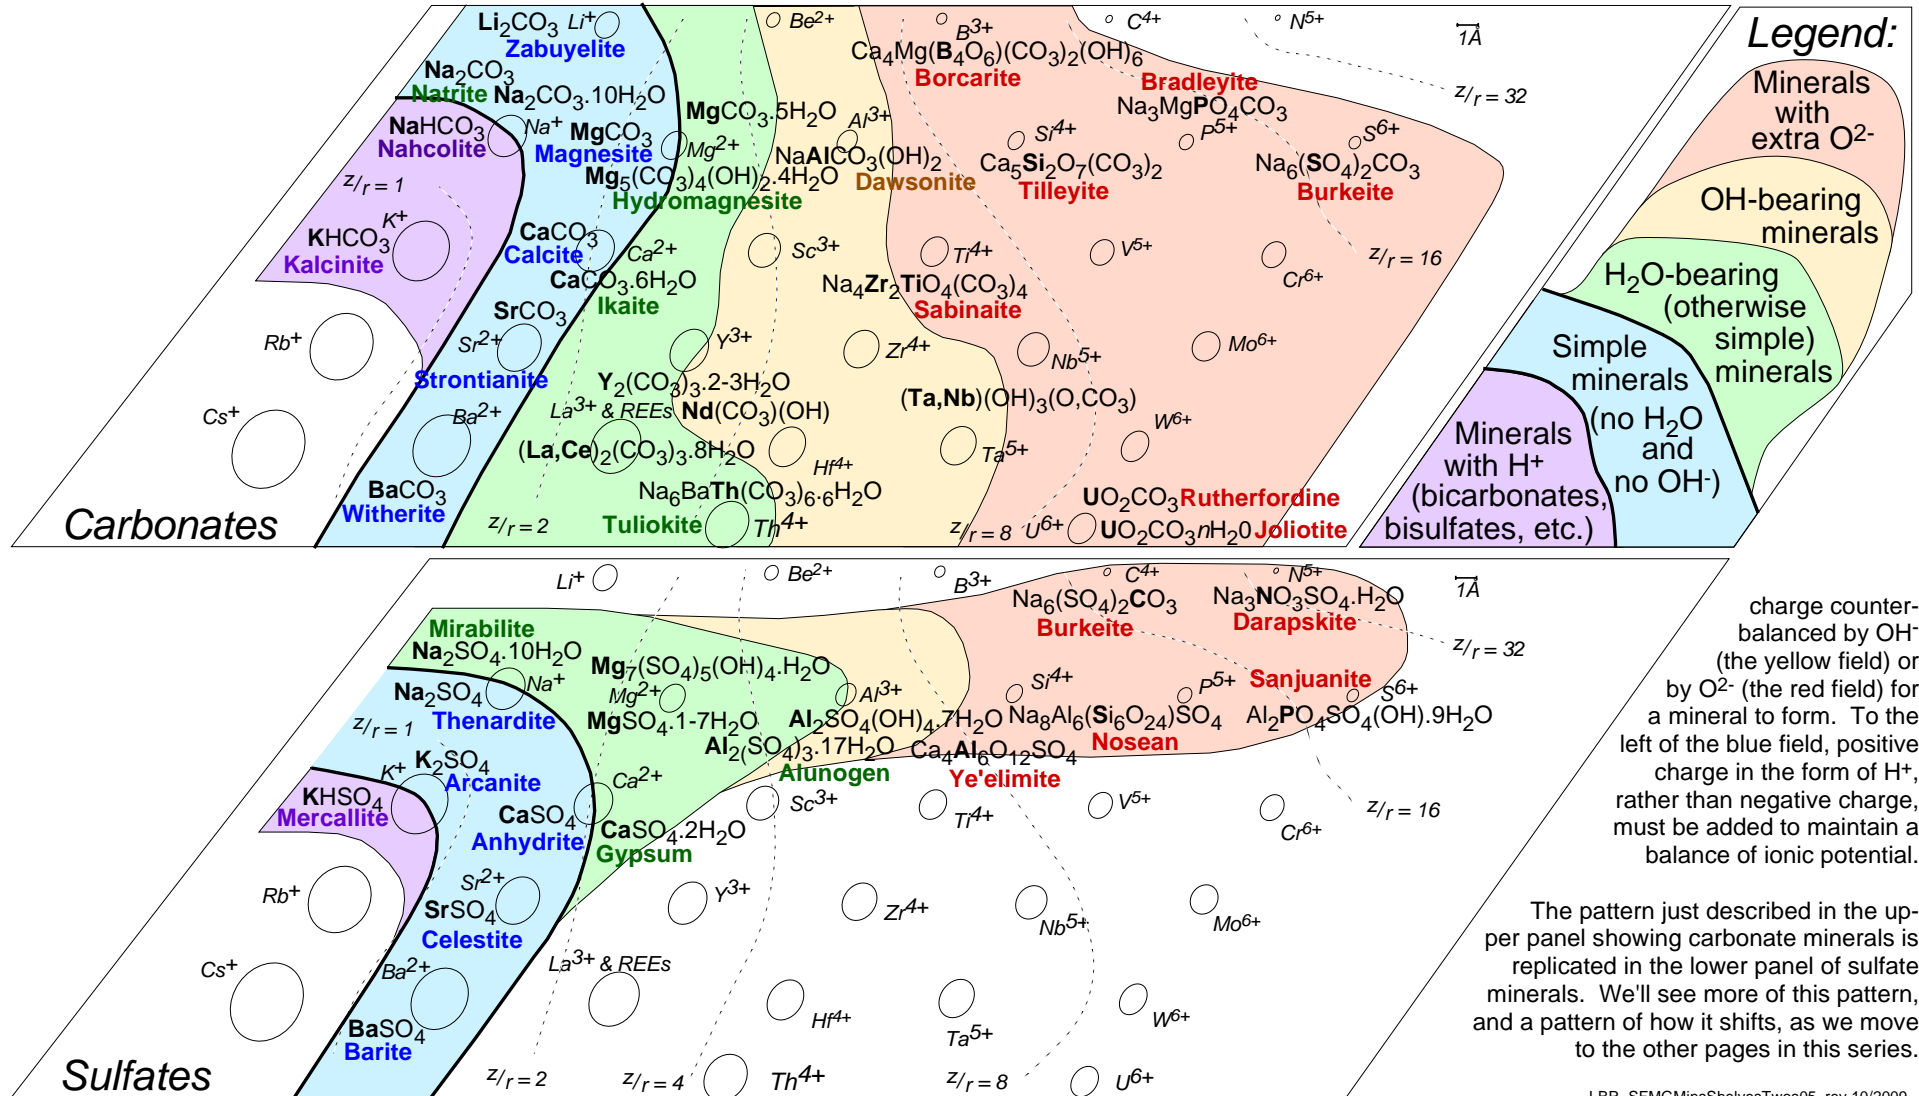 Li2CO3 Li+
Zabuyelite
Be2+
B3+
C4+
N5+
1Å
Na2CO3
Natrite
Na2CO3.10H2O
Ca4Mg(B4O6)(CO3)2(OH)6
Borcarite
Bradleyite
Na3MgPO4CO3
z/r = 32
NaHCO3
Nahcolite
Na+
MgCO3
Magnesite
MgCO3.5H2O
Mg2+
Al3+
Si4+
P5+
S6+
NaAlCO3(OH)2
Dawsonite
Ca5Si2O7(CO3)2
Tilleyite
Na6(SO4)2CO3
Burkeite
Mg5(CO3)4(OH)2.4H2O
Hydromagnesite
z/r = 1
K+
KHCO3
Kalcinite
CaCO3
Calcite
Ca2+
Sc3+
Ti4+
V5+
Cr6+
z/r = 16
CaCO3.6H2O
Ikaite
Na4Zr2TiO4(CO3)4
Sabinaite
SrCO3
Rb+
Sr2+
Strontianite
Y3+
Zr4+
Nb5+
Mo6+
Y2(CO3)3.2-3H2O
La3+ & REEs
Nd(CO3)(OH)
(Ta,Nb)(OH)3(O,CO3)
Cs+
Ba2+
(La,Ce)2(CO3)3.8H2O
Hf4+
Ta5+
W6+
BaCO3
Witherite
Na6BaTh(CO3)6.6H2O
Tuliokite
Th4+
UO2CO3 Rutherfordine
UO2CO3nH20 Joliotite
U6+
z/r = 2
z/r = 8
Carbonates
Legend:
Minerals
with
extra O2-
OH-bearing
minerals
H2O-bearing
(otherwise
simple)
minerals
Simple
minerals
(no H2O
and
no OH-)
Minerals
with H+
(bicarbonates,
bisulfates, etc.)
Li+
Be2+
B3+
C4+
N5+
1Å
Na6(SO4)2CO3
Burkeite
Na3NO3SO4.H2O
Darapskite
z/r = 32
Mirabilite
Na2SO4.10H2O
Na+
Na2SO4
Thenardite
Mg7(SO4)5(OH)4.H2O
Mg2+
MgSO4.1-7H2O
Al3+
Si4+
P5+
S6+
Sanjuanite
Al2PO4SO4(OH).9H2O
Al2SO4(OH)4.7H2O
Na8Al6(Si6O24)SO4
Nosean
Al2(SO4)3.17H2O
Alunogen
Ca4Al6O12SO4
Ye'elimite
z/r = 1
K2SO4
Arcanite
K+
KHSO4
Mercallite
Ca2+
CaSO4
Anhydrite
CaSO4.2H2O
Gypsum
Sc3+
Ti4+
V5+
Cr6+
z/r = 16
Rb+
Sr2+
SrSO4
Celestite
Y3+
Zr4+
Nb5+
Mo6+
Cs+
Ba2+
La3+ & REEs
Hf4+
Ta5+
W6+
BaSO4
Barite
Th4+
U6+
z/r = 2
z/r = 4
z/r = 8
Sulfates
charge counter-
balanced by OH-
(the yellow field) or
by O2- (the red field) for
a mineral to form. To the
left of the blue field, positive
charge in the form of H+,
rather than negative charge,
must be added to maintain a
balance of ionic potential.
The pattern just described in the up-
per panel showing carbonate minerals is
replicated in the lower panel of sulfate
minerals. We'll see more of this pattern,
and a pattern of how it shifts, as we move
to the other pages in this series.